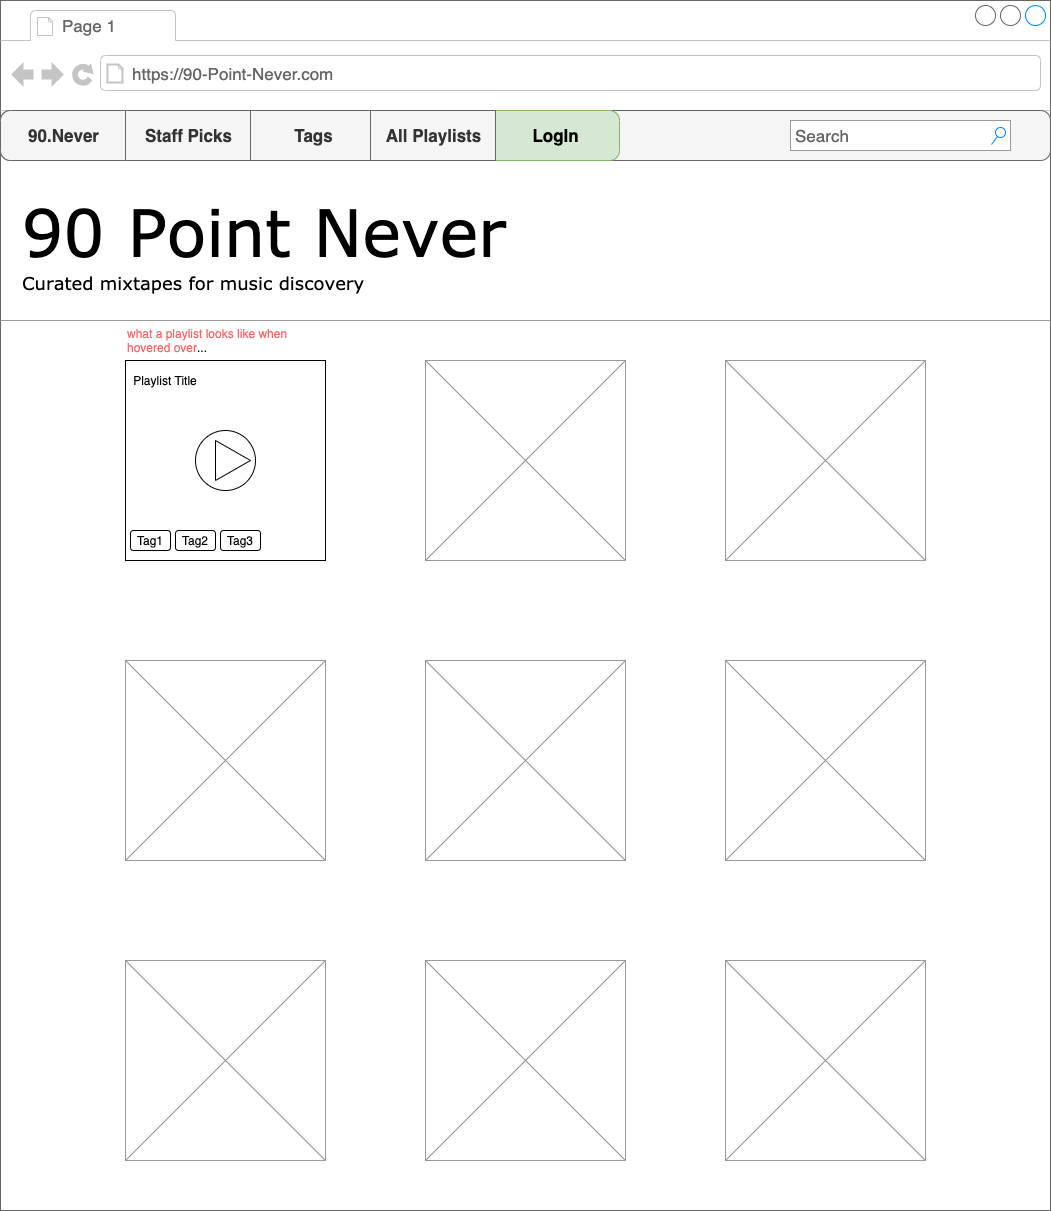 Page 1
https://90-Point-Never.com
90.Never
Staff Picks
Tags
All Playlists
LogIn
Search
90 Point Never
Curated mixtapes for music discovery
what a playlist looks like when
hovered over...
Playlist Title
Tag1
Tag2
Tag3